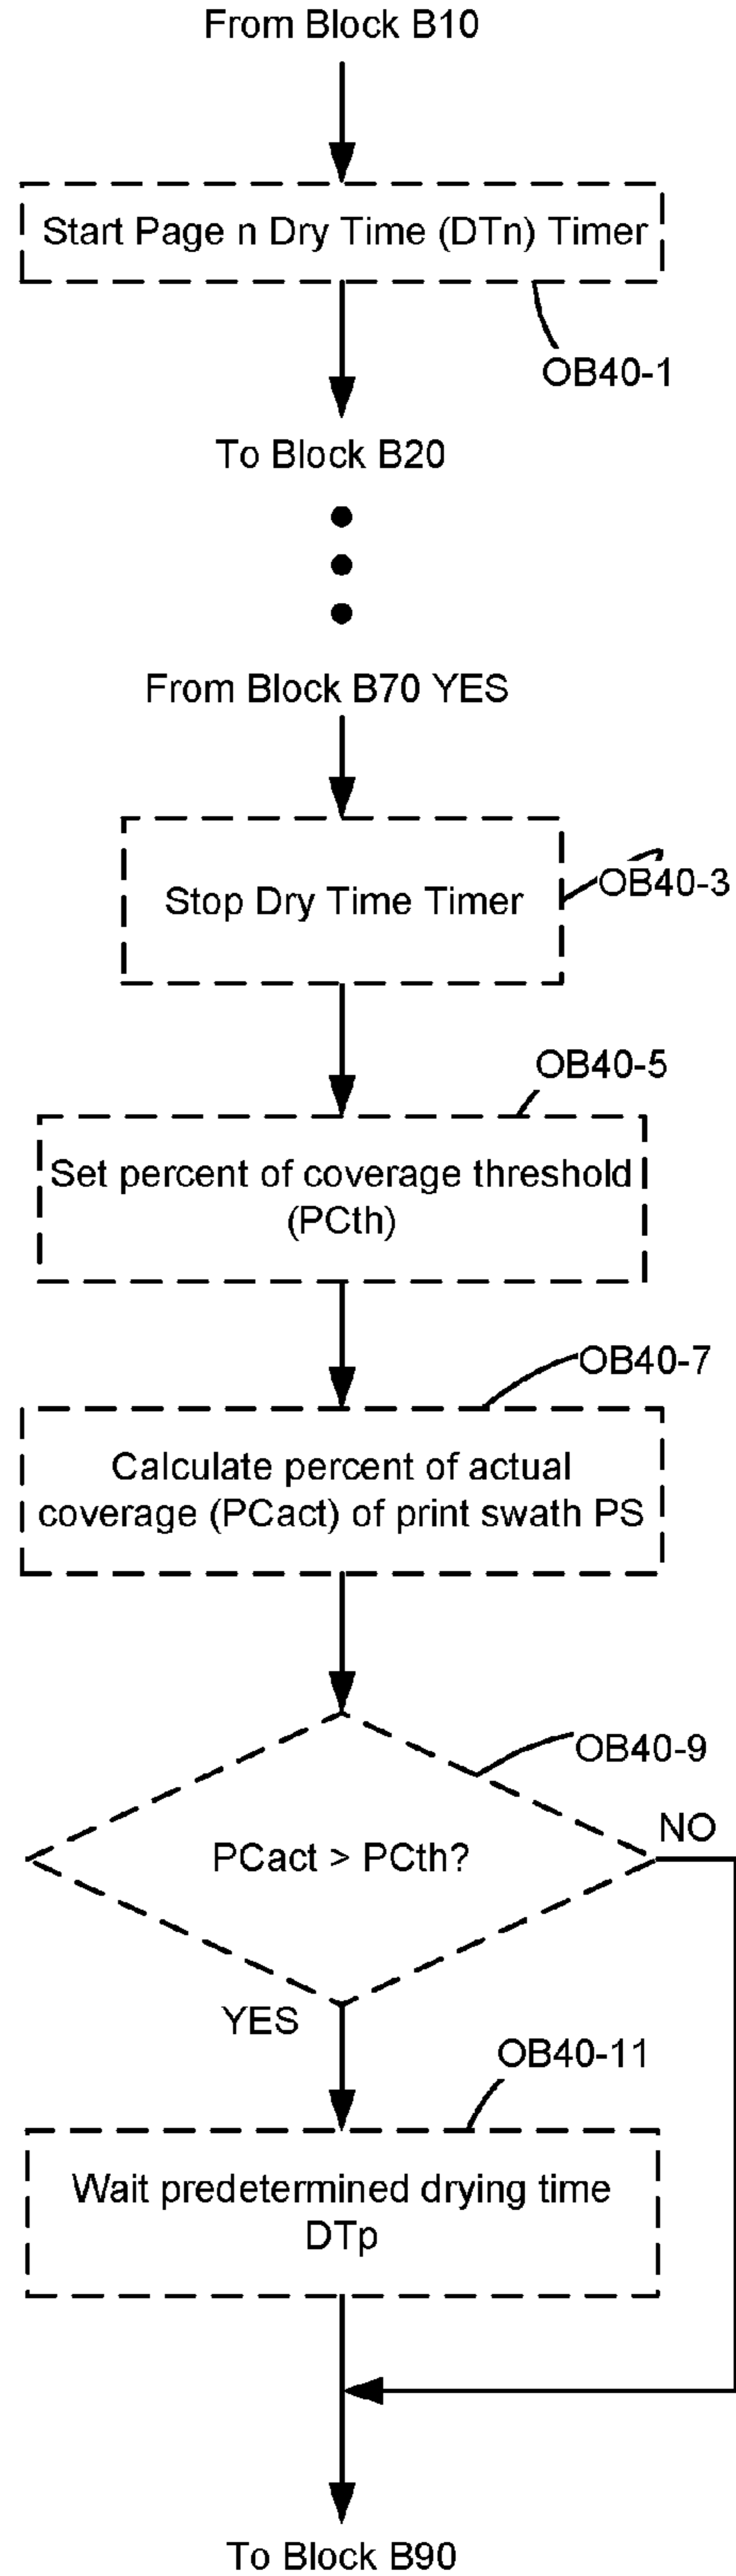 From Block B10
Start Page n Dry Time (DTn) Timer
OB40-1
To Block B20
From Block B70 YES
Stop Dry Time Timer
OB40-3
OB40-5
Set percent of coverage threshold
(PCth)
OB40-7
Calculate percent of actual
coverage (PCact) of print swath PS
OB40-9
PCact > PCth?
NO
YES
OB40-11
Wait predetermined drying time
DTp
To Block B90